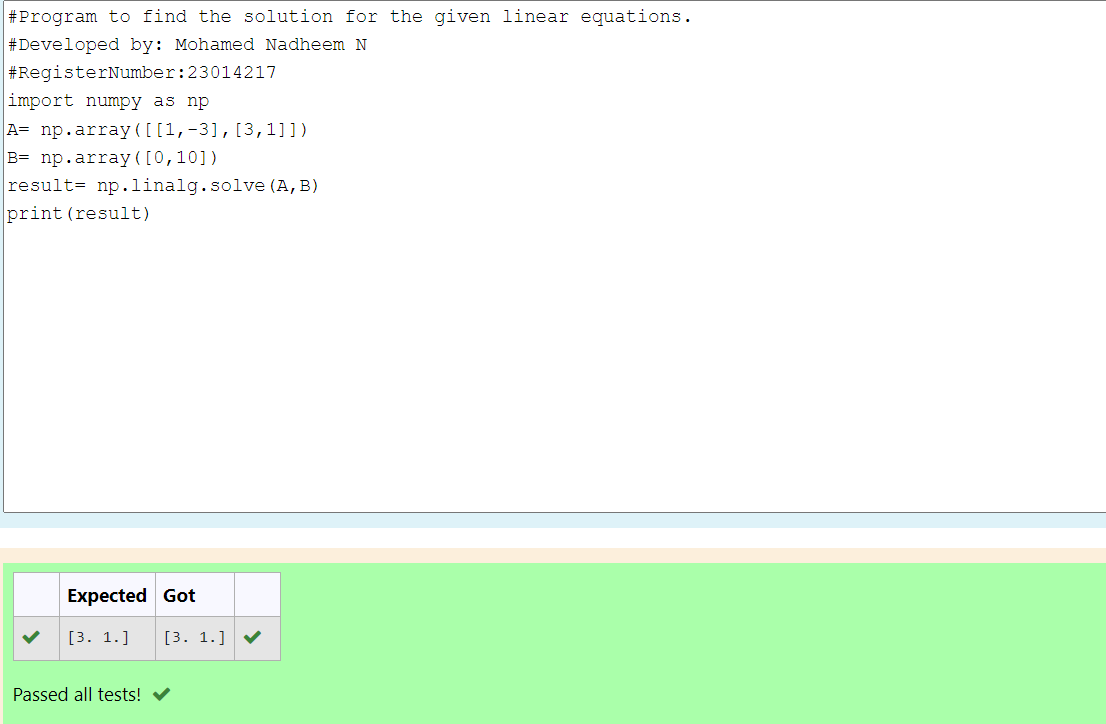 #Program to find the solution for the given linear equations.
#Developed by: Mohamed Nadheem N
#RegisterNumber:23014217
import numpy as np
A= np.array([[1,-3],[3,1]])
B= np.array([0,10])
result= np.linalg.solve(A,B)
print(result)
Expected Got
[3. 1.] [3. 1.]
Passed all tests!